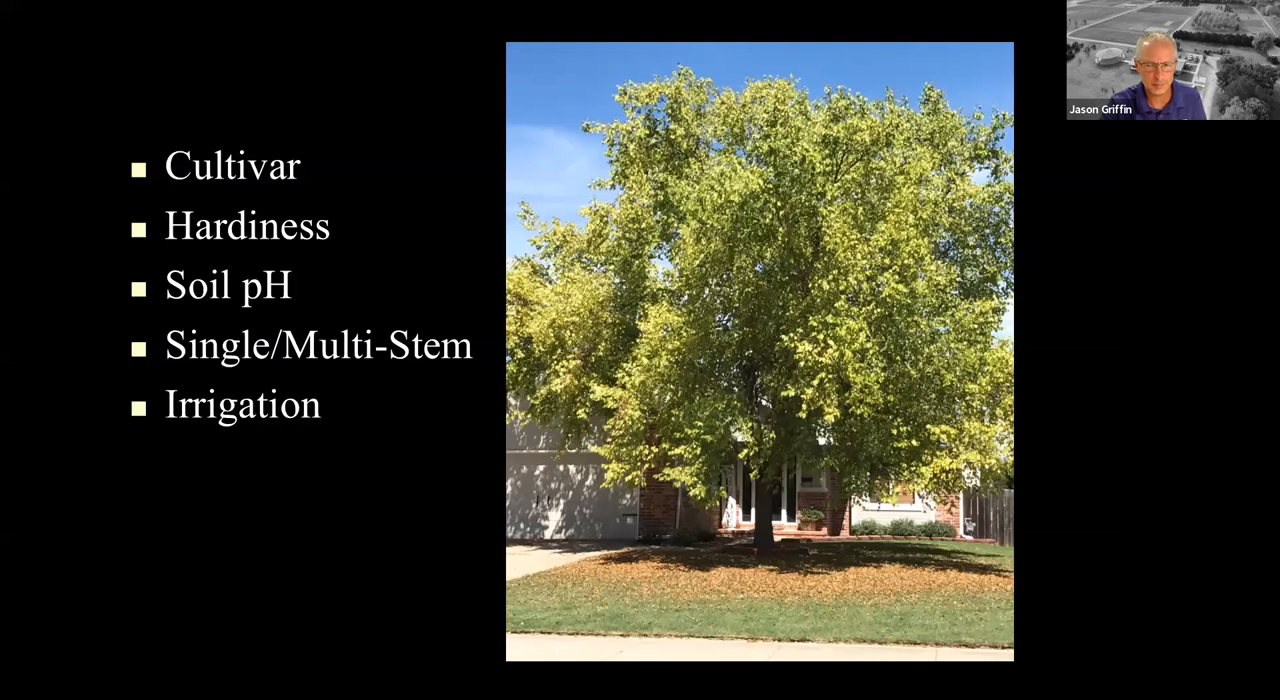 Jason Griffin
Cultivar
Hardiness
Soil pH
Single/Multi-Stem
Irrigation